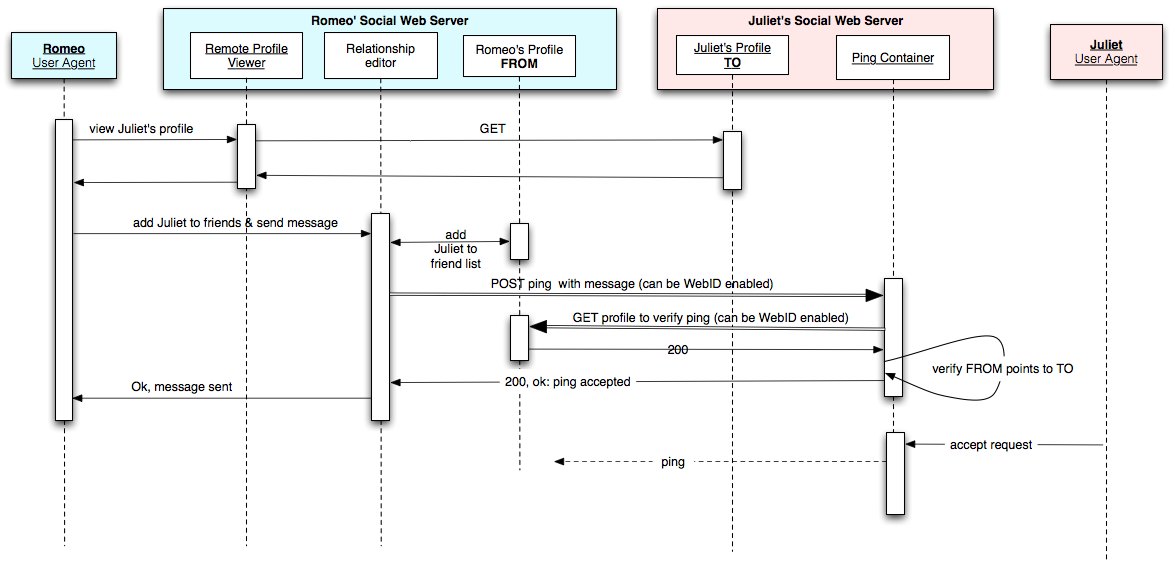 Romeo' Social Web Server
Juliet's Social Web Server
Romeo
User Agent
Remote Profile
Viewer
Relationship
editor
Romeo's Profile
FROM
Juliet's Profile
TO
Ping Container
Juliet
User Agent
view Juliet's profile
GET
add Juliet to friends & send message
add
Juliet to
friend list
POST ping with message (can be WebID enabled)
GET profile to verify ping (can be WebID enabled)
200
verify FROM points to TO
200, ok: ping accepted
Ok, message sent
accept request
ping